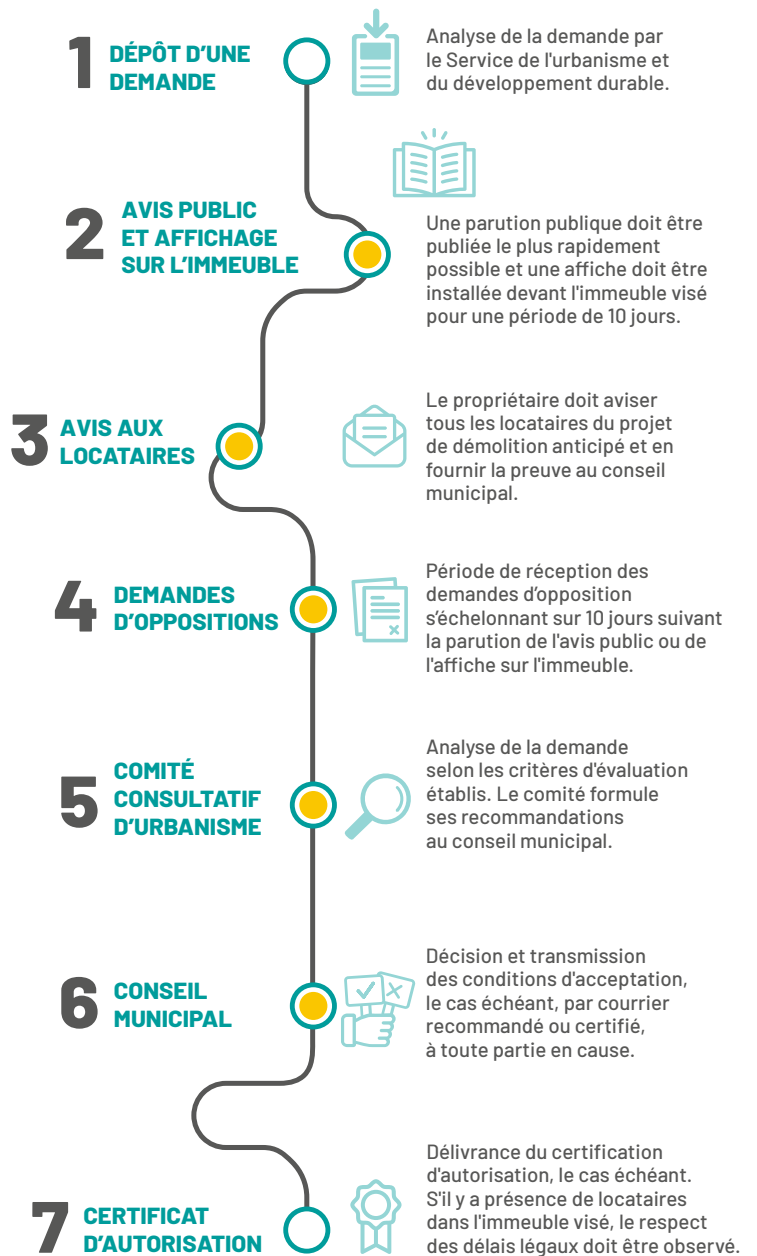 1 DÉPÔT D'UNE
DEMANDE
Analyse de la demande par
le Service de l'urbanisme et
du développement durable.
2 AVIS PUBLIC
ET AFFICHAGE
SUR L'IMMEUBLE
Une parution publique doit être
publiée le plus rapidement
possible et une affiche doit être
installée devant l'immeuble visé
pour une période de 10 jours.
3 AVIS AUX
LOCATAIRES
Le propriétaire doit aviser
tous les locataires du projet
de démolition anticipé et en
fournir la preuve au conseil
municipal.
4 DEMANDES
D'OPPOSITIONS
Période de réception des
demandes d'opposition
s'échelonnant sur 10 jours suivant
la parution de l'avis public ou de
l'affiche sur l'immeuble.
5 COMITÉ
CONSULTATIF
D'URBANISME
Analyse de la demande
selon les critères d'évaluation
établis. Le comité formule
ses recommandations
au conseil municipal.
6 CONSEIL
MUNICIPAL
Décision et transmission
des conditions d'acceptation,
le cas échéant, par courrier
recommandé ou certifié,
à toute partie en cause.
7 CERTIFICAT
D'AUTORISATION
Délivrance du certification
d'autorisation, le cas échéant.
S'il y a présence de locataires
dans l'immeuble visé, le respect
des délais légaux doit être observé.